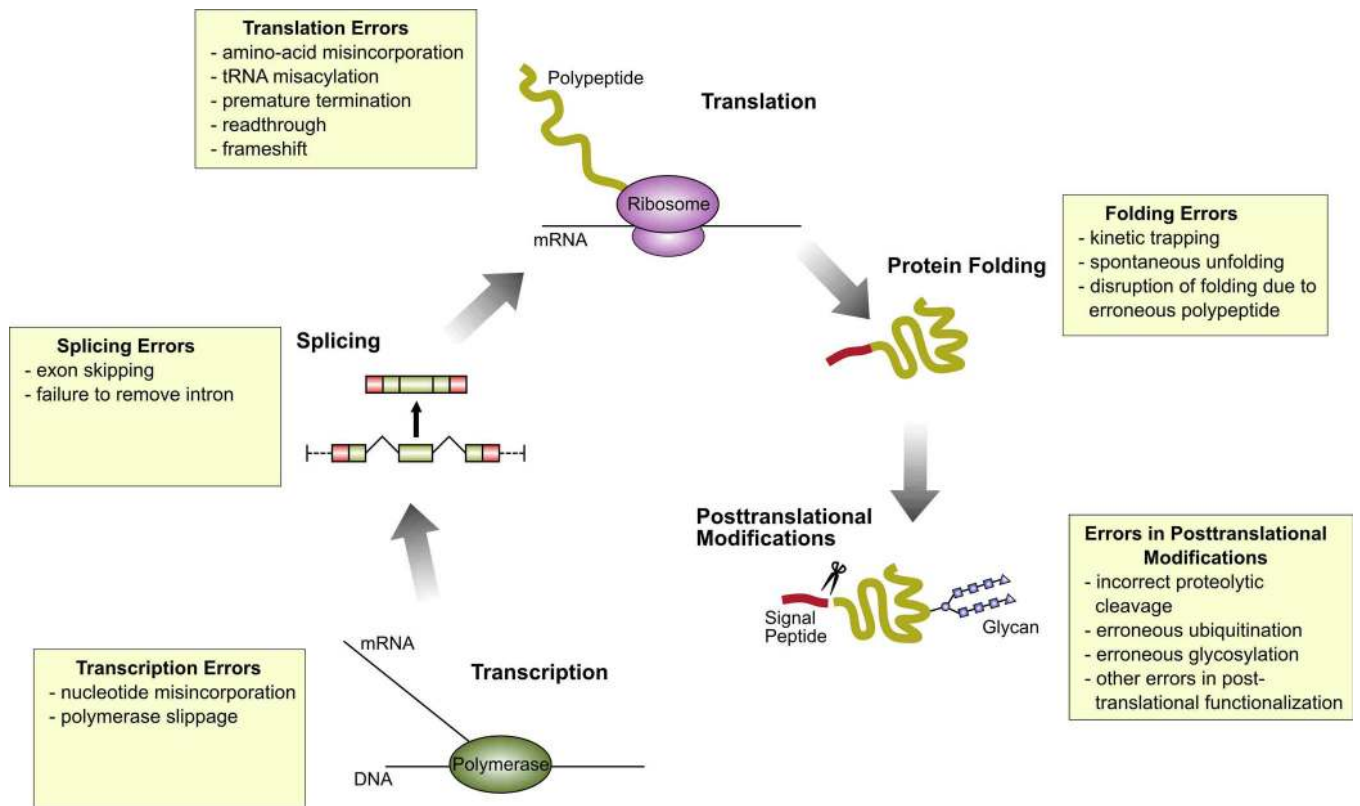 Translation Errors
- amino-acid misincorporation
- tRNA misacylation
- premature termination
- readthrough
- frameshift
Polypeptide
Translation
Ribosome
mRNA
Folding Errors
- kinetic trapping
- spontaneous unfolding
- disruption of folding due to
erroneous polypeptide
Protein Folding
Splicing Errors
- exon skipping
- failure to remove intron
Splicing
Posttranslational
Modifications
Signal
Peptide
Glycan
Errors in Posttranslational
Modifications
- incorrect proteolytic
cleavage
- erroneous ubiquitination
- erroneous glycosylation
- other errors in post-
translational functionalization
Transcription Errors
- nucleotide misincorporation
- polymerase slippage
mRNA
Transcription
Polymerase
DNA